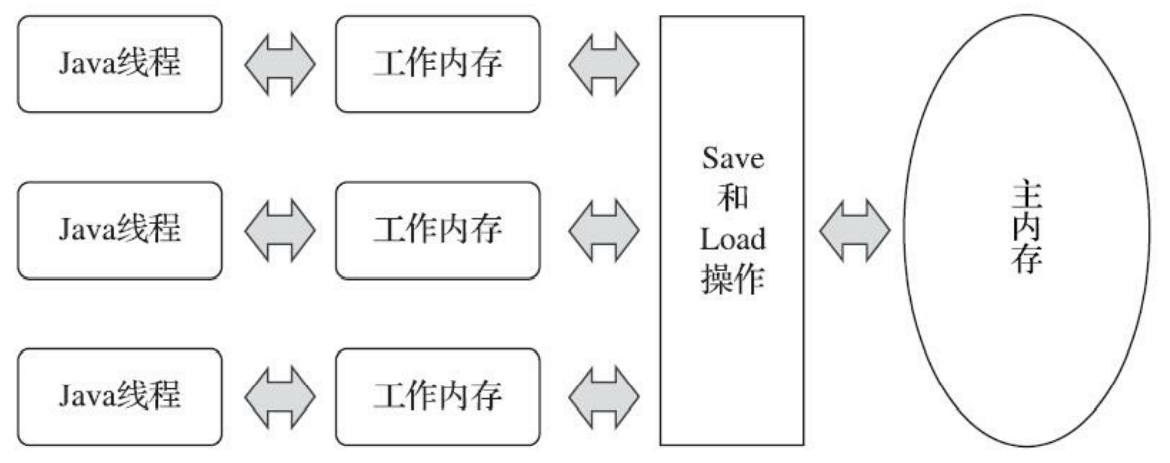 Java线程
工作内存
Java线程
工作内存
Java线程
工作内存
Save
和
Load
操作
主
内
存